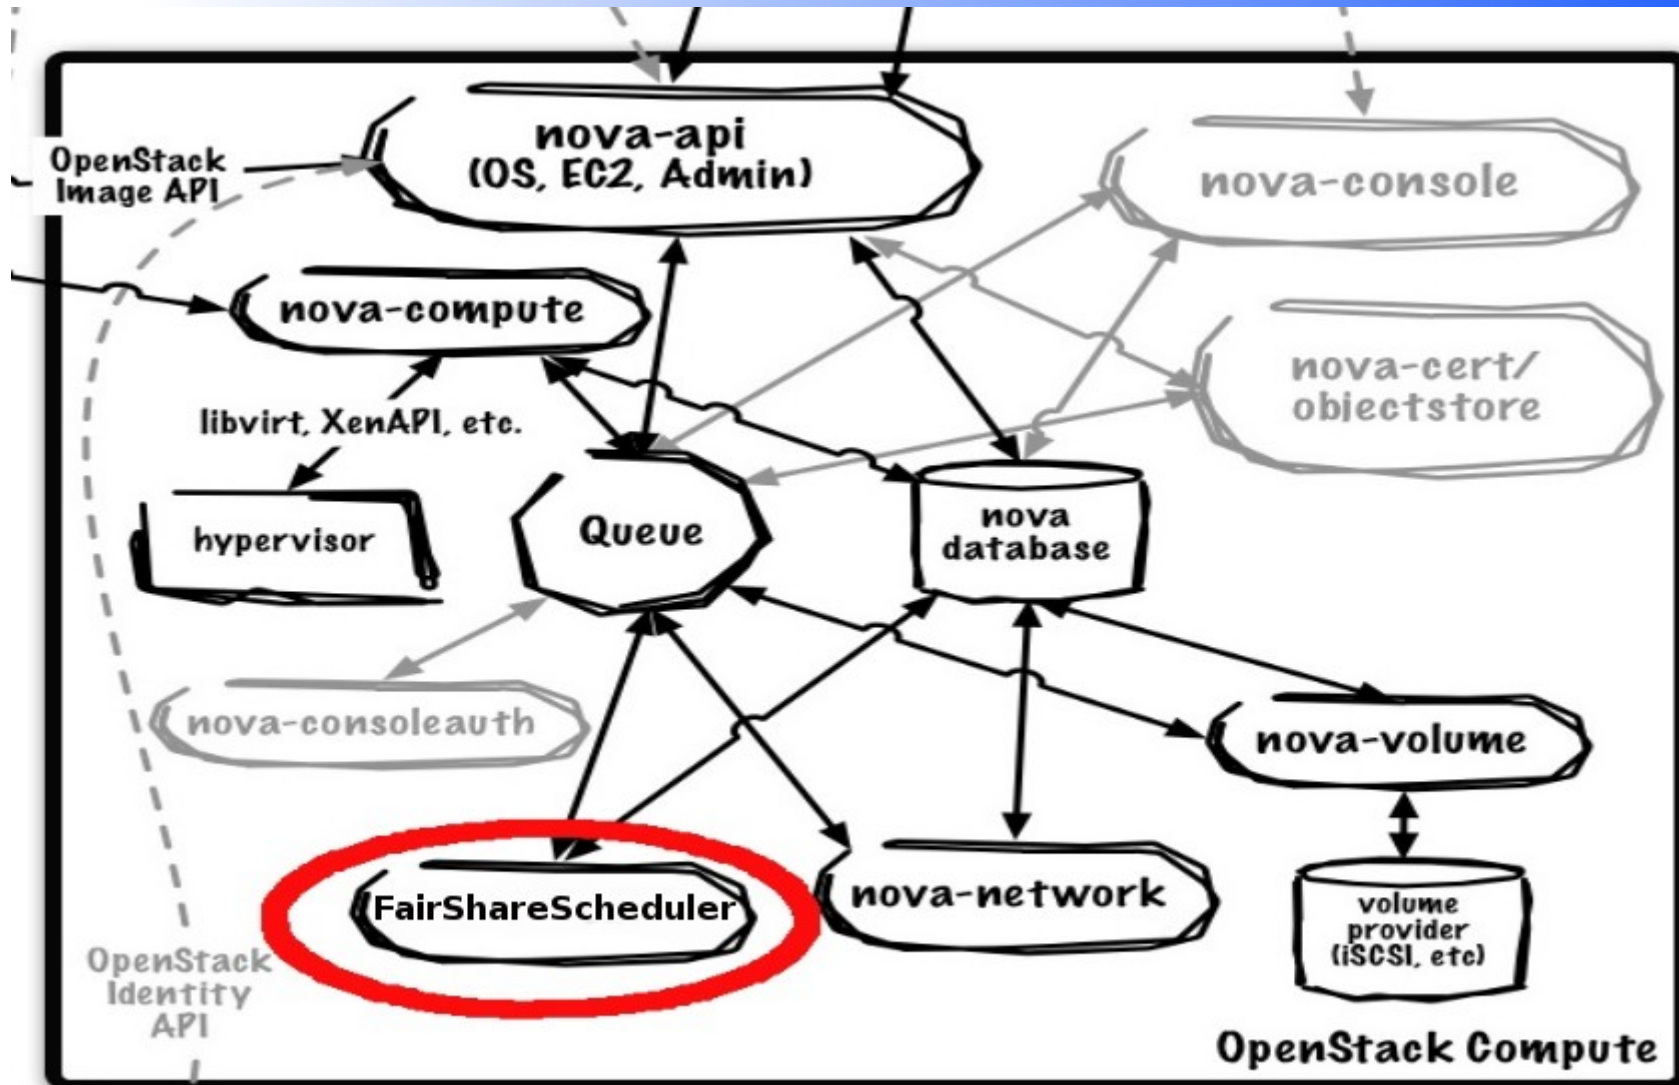 nova-api
(OS, EC2, Admin)
OpenStack
Image API
nova-console
nova-compute
nova-cert/
objectstore
libvirt, XenAPI, etc.
hypervisor
Queue
nova
database
nova-consoleauth
nova-volume
FairShareScheduler
nova-network
volume
provider
(iSCSI, etc)
OpenStack
Identity
API
OpenStack Compute